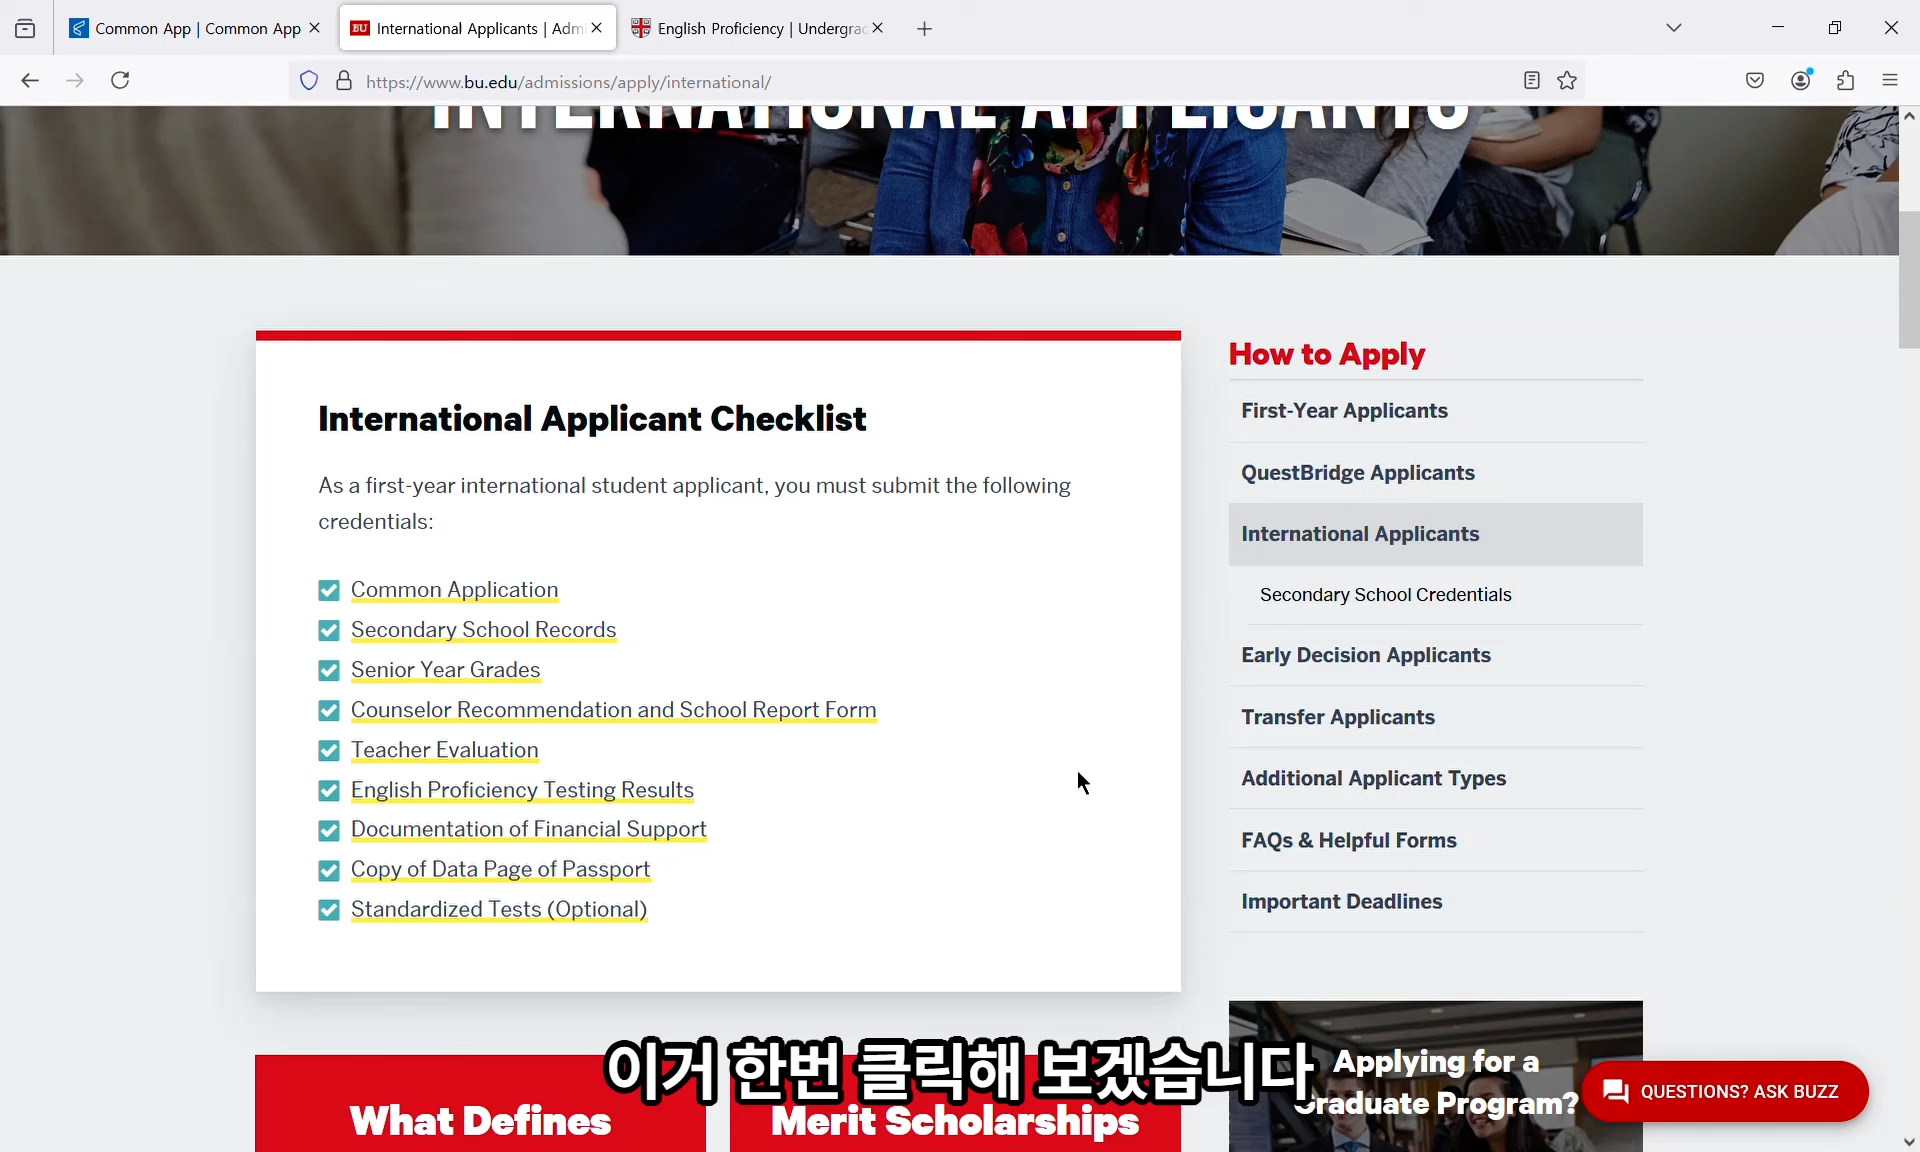 Common App | Common App
BU International Applicants | Adm
English Proficiency | Undergrad
https://www.bu.edu/admissions/apply/international/
INTERNATIONAL APPLICANTS
International Applicant Checklist
As a first-year international student applicant, you must submit the following
credentials:
Common Application
Secondary School Records
Senior Year Grades
Counselor Recommendation and School Report Form
Teacher Evaluation
English Proficiency Testing Results
Documentation of Financial Support
Copy of Data Page of Passport
Standardized Tests (Optional)
How to Apply
First-Year Applicants
QuestBridge Applicants
International Applicants
Secondary School Credentials
Early Decision Applicants
Transfer Applicants
Additional Applicant Types
FAQs & Helpful Forms
Important Deadlines
What Defines
Merit Scholarships
Applying for a
Graduate Program?
QUESTIONS? ASK BUZZ
이거 한번 클릭해 보겠습니다